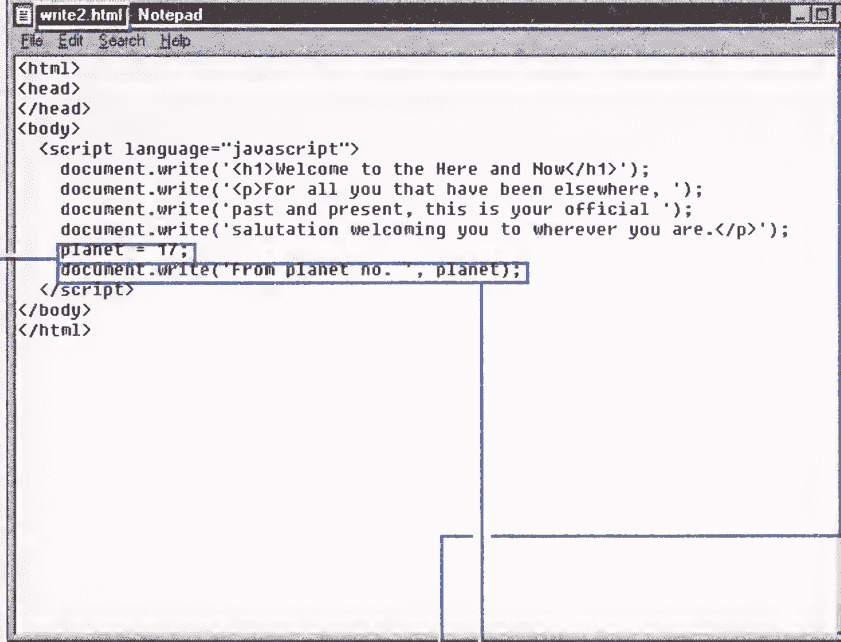 write2.html Notepad
File Edit Search Help
<html>
<head>
</head>
<body>
  <script language="javascript">
    document.write('<h1>Welcome to the Here and Now</h1>');
    document.write('<p>For all you that have been elsewhere, ');
    document.write('past and present, this is your official ');
    document.write('salutation welcoming you to wherever you are.</p>');
    planet = 17;
    document.write('From planet no. ', planet);
  </script>
</body>
</html>